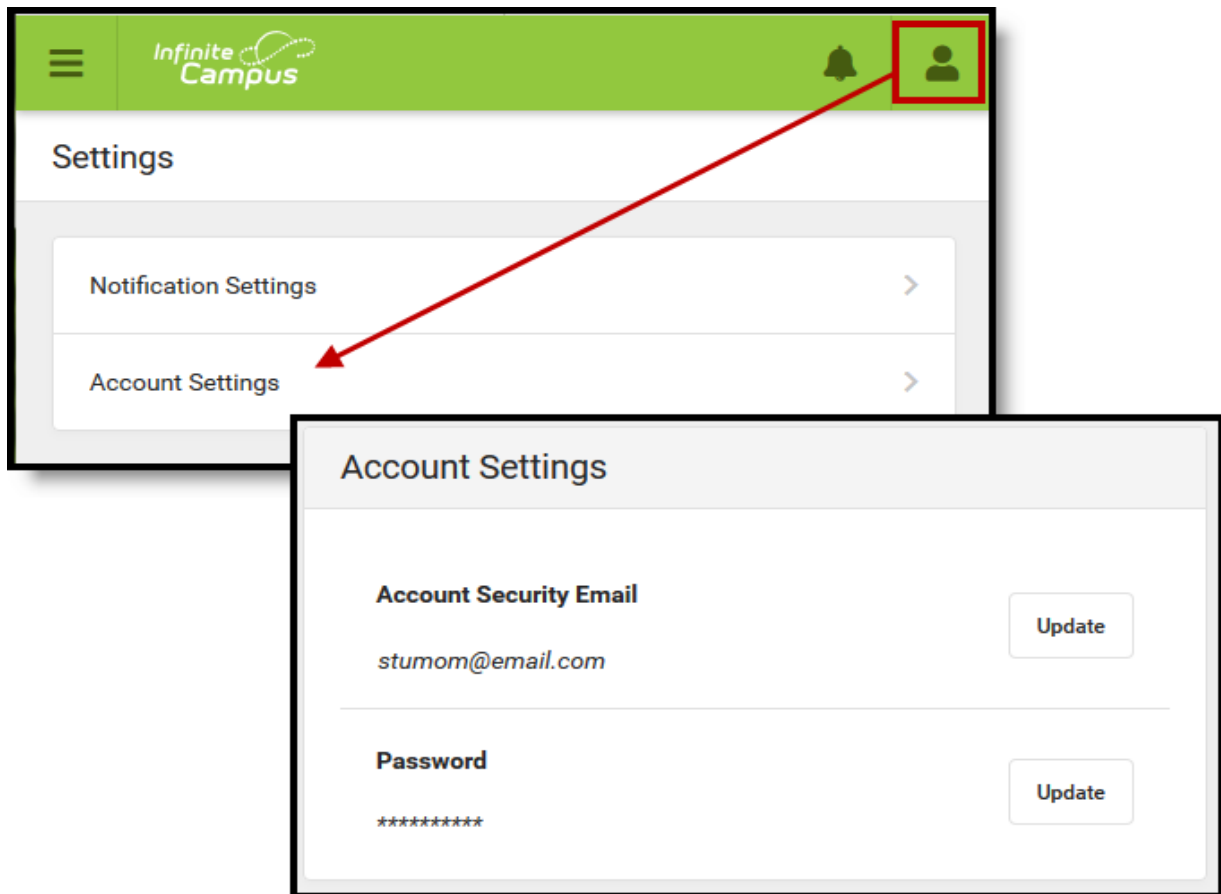 Infinite
Campus
Settings
Notification Settings
Account Settings
Account Settings
Account Security Email
stumom@email.com
Update
Password
**********
Update